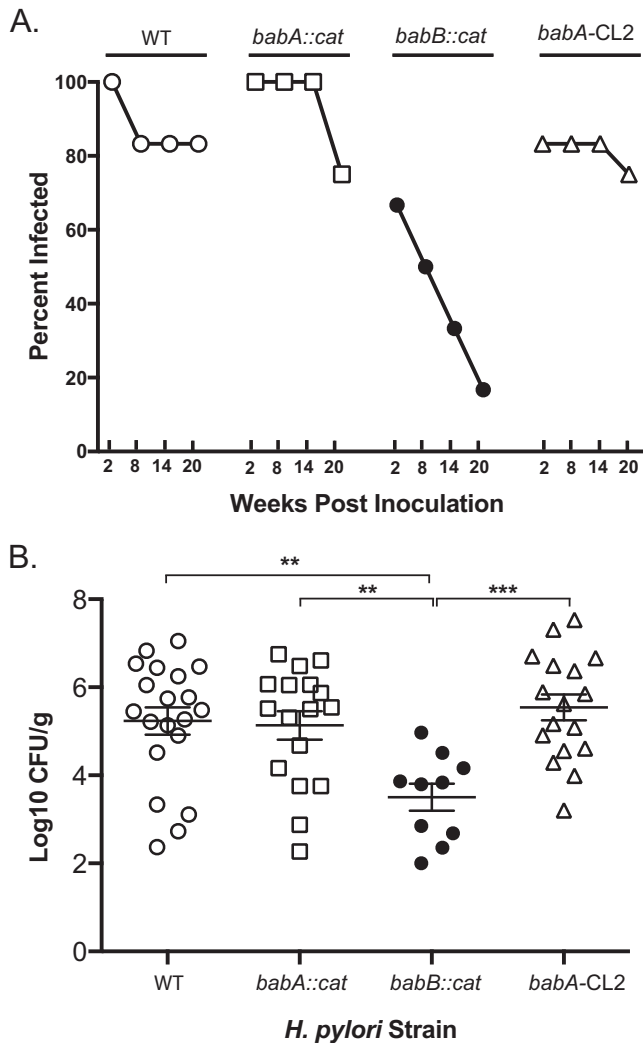 A.
WT babA::cat babB::cat babA-CL2
100
80
60
40
20
0
Percent Infected
2 8 14 20 2 8 14 20 2 8 14 20 2 8 14 20
Weeks Post Inoculation
B.
** 
** ***
8
6
4
2
0
Log10 CFU/g
WT babA::cat babB::cat babA-CL2
H. pylori Strain